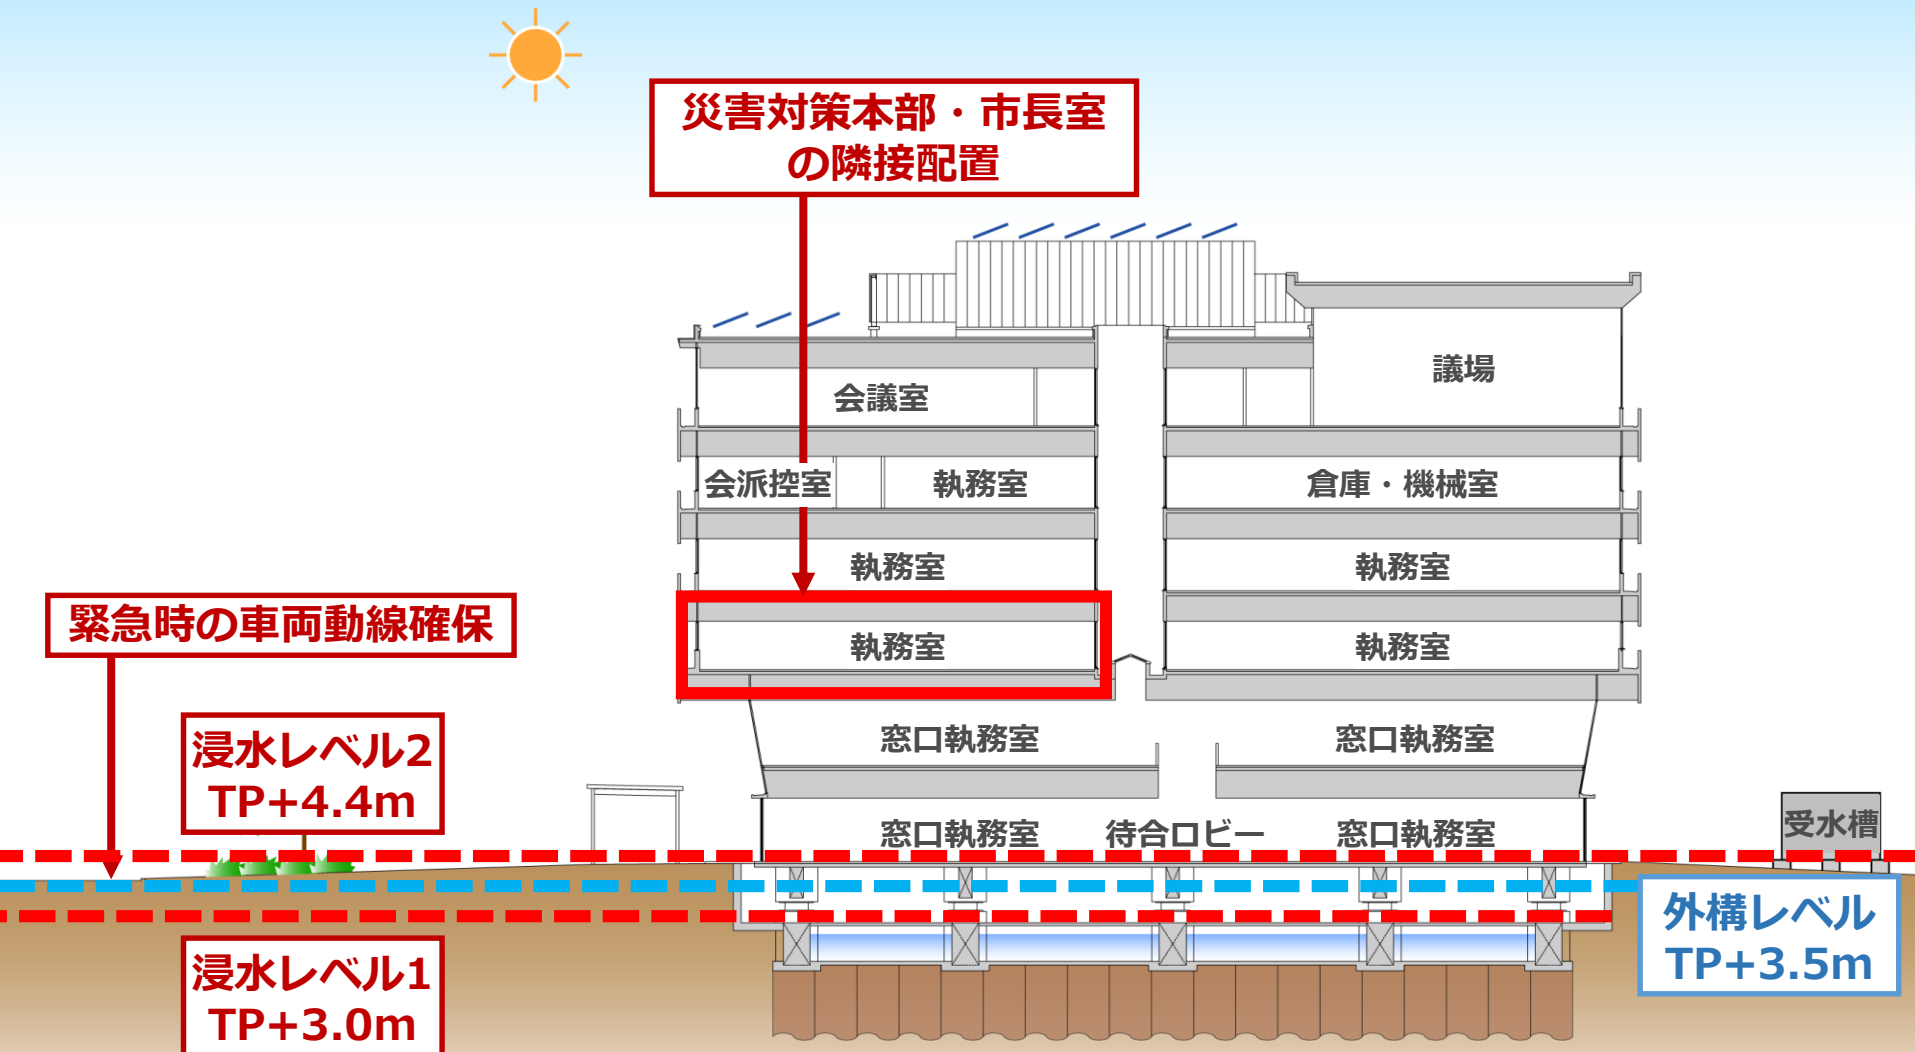 災害対策本部・市長室
の隣接配置
議場
会議室
会派控室 執務室 倉庫・機械室
執務室 執務室
緊急時の車両動線確保
執務室 執務室
浸水レベル2
TP+4.4m
窓口執務室 窓口執務室
窓口執務室 待合ロビー 窓口執務室
受水槽
外構レベル
TP+3.5m
浸水レベル1
TP+3.0m